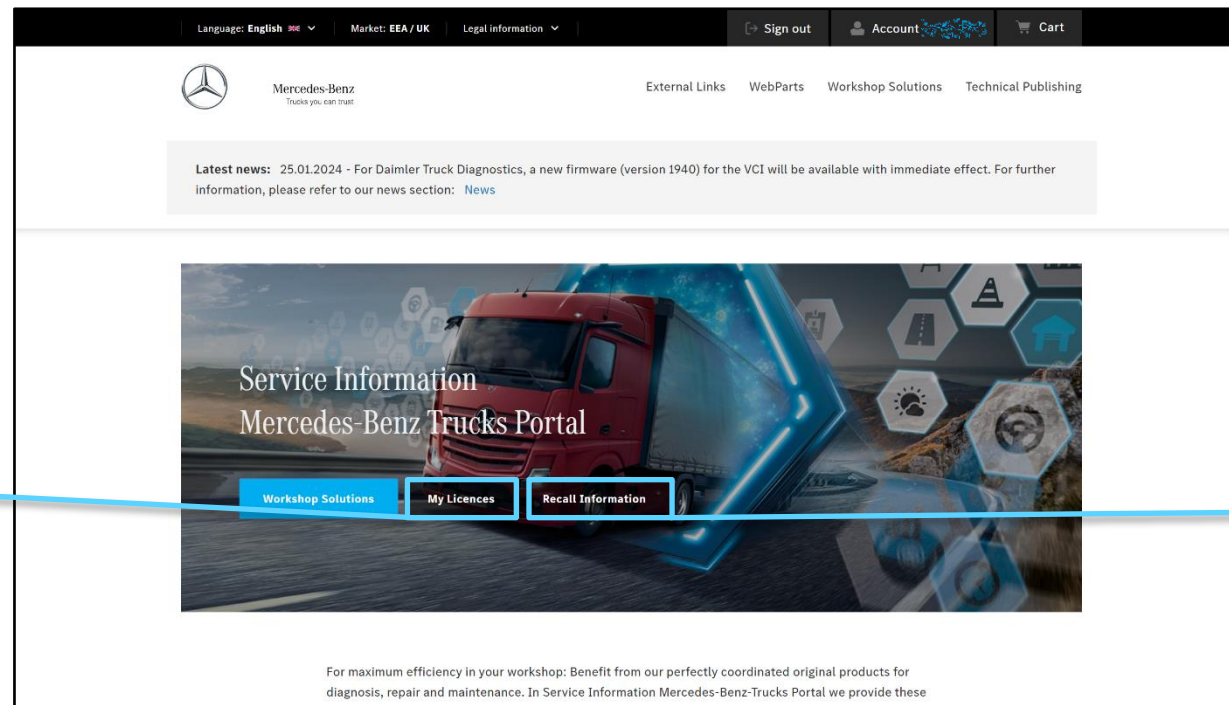 Language: English Market: EEA / UK Legal information Sign out Account Cart
Mercedes-Benz
Trucks you can trust
External Links WebParts Workshop Solutions Technical Publishing
Latest news: 25.01.2024 - For Daimler Truck Diagnostics, a new firmware (version 1940) for the VCI will be available with immediate effect. For further
information, please refer to our news section: News
Service Information
Mercedes-Benz Trucks Portal
Workshop Solutions My Licences Recall Information
For maximum efficiency in your workshop: Benefit from our perfectly coordinated original products for
diagnosis, repair and maintenance. In Service Information Mercedes-Benz-Trucks Portal we provide these